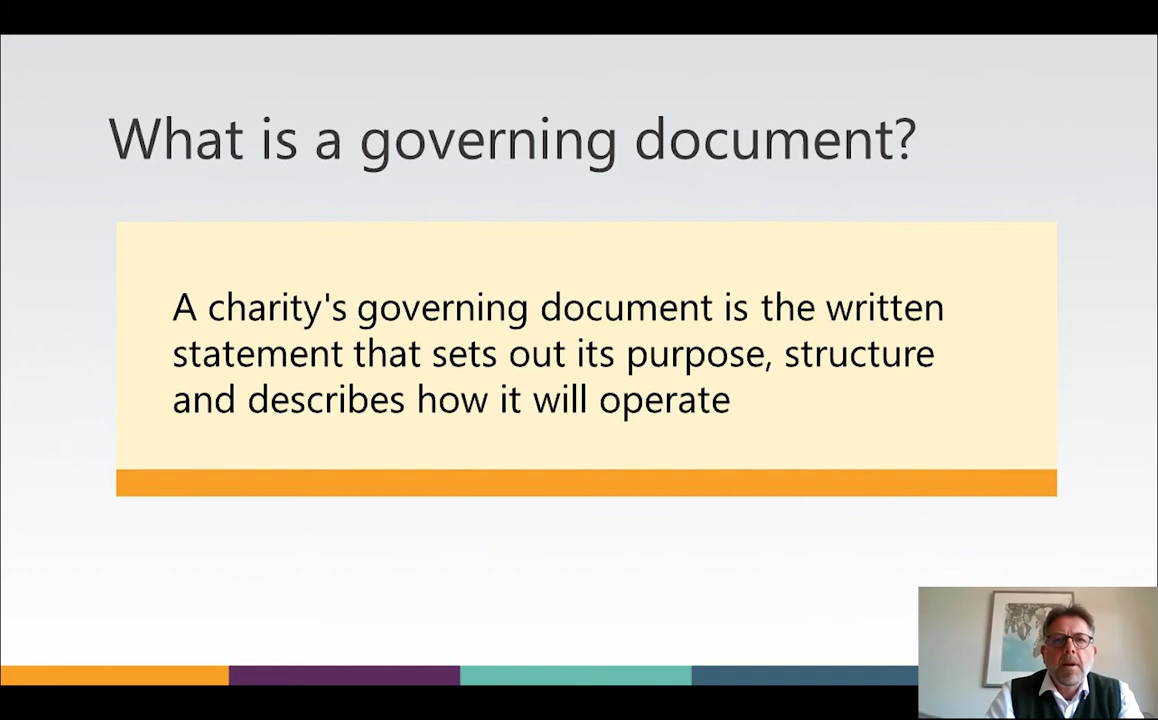 What is a governing document?
A charity's governing document is the written
statement that sets out its purpose, structure
and describes how it will operate